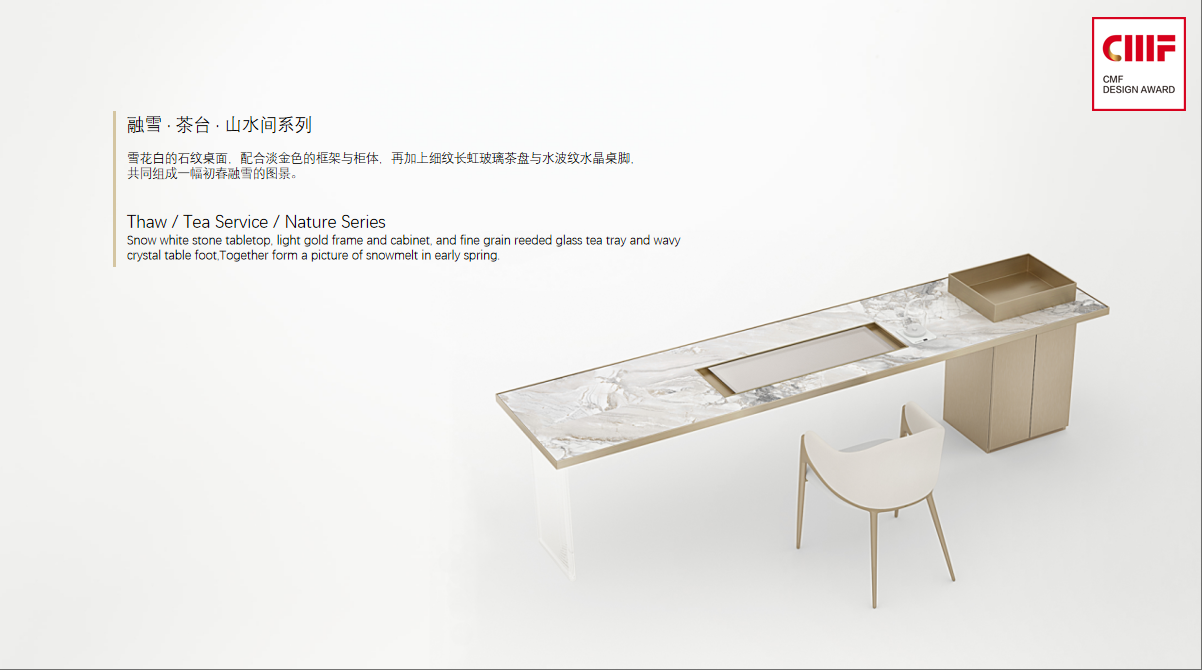 CMF
CMF
DESIGN AWARD
融雪 · 茶台 · 山水间系列
雪花白的石纹桌面，配合淡金色的框架与柜体，再加上细纹长虹玻璃茶盘与水波纹水晶桌脚，
共同组成一幅初春融雪的图景。
Thaw / Tea Service / Nature Series
Snow white stone tabletop, light gold frame and cabinet, and fine grain reeded glass tea tray and wavy
crystal table foot,Together form a picture of snowmelt in early spring.